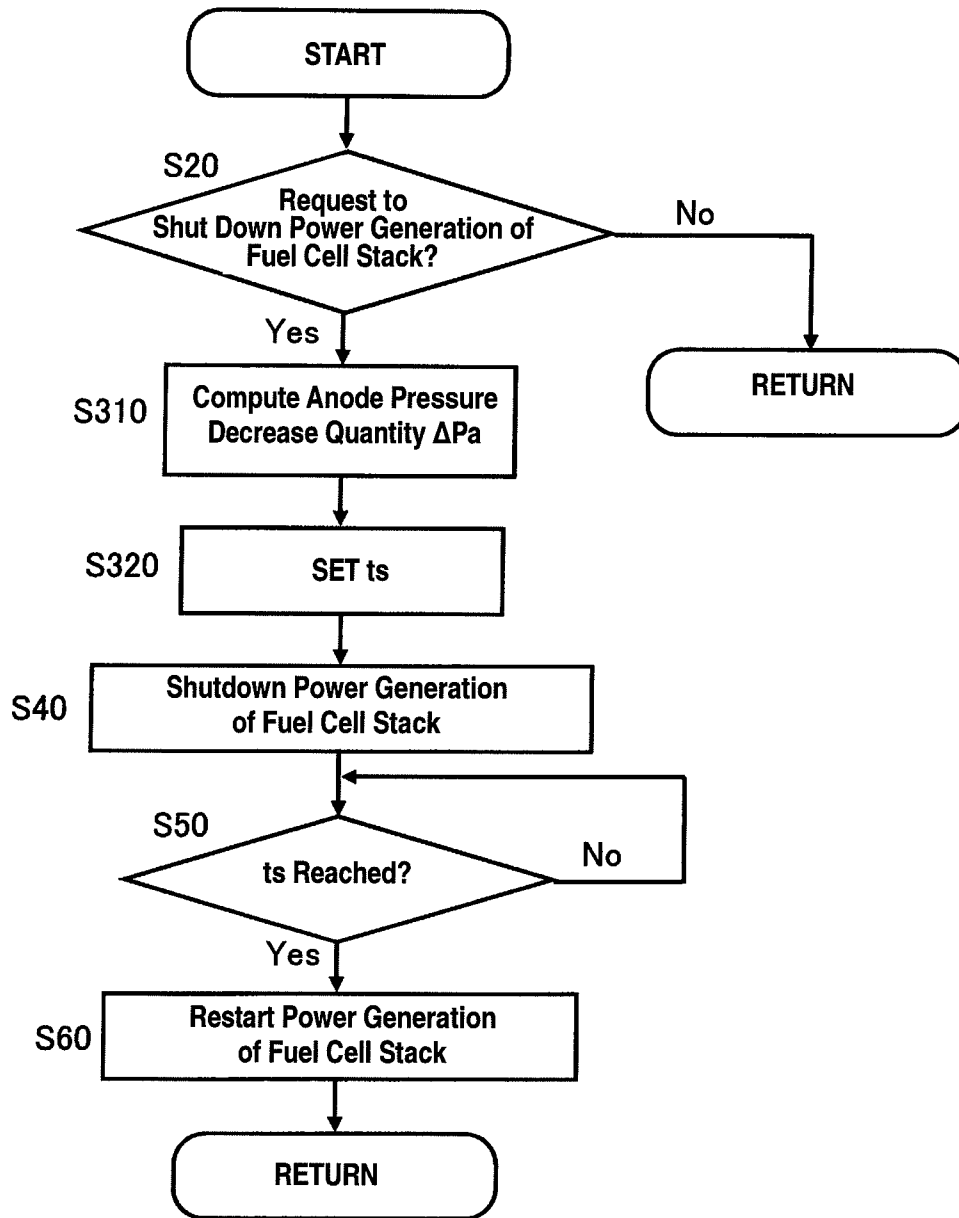 START
S20
Request to
Shut Down Power Generation of
Fuel Cell Stack?
No
Yes
RETURN
S310
Compute Anode Pressure
Decrease Quantity ΔPa
S320
SET ts
S40
Shutdown Power Generation
of Fuel Cell Stack
S50
ts Reached?
No
Yes
S60
Restart Power Generation
of Fuel Cell Stack
RETURN